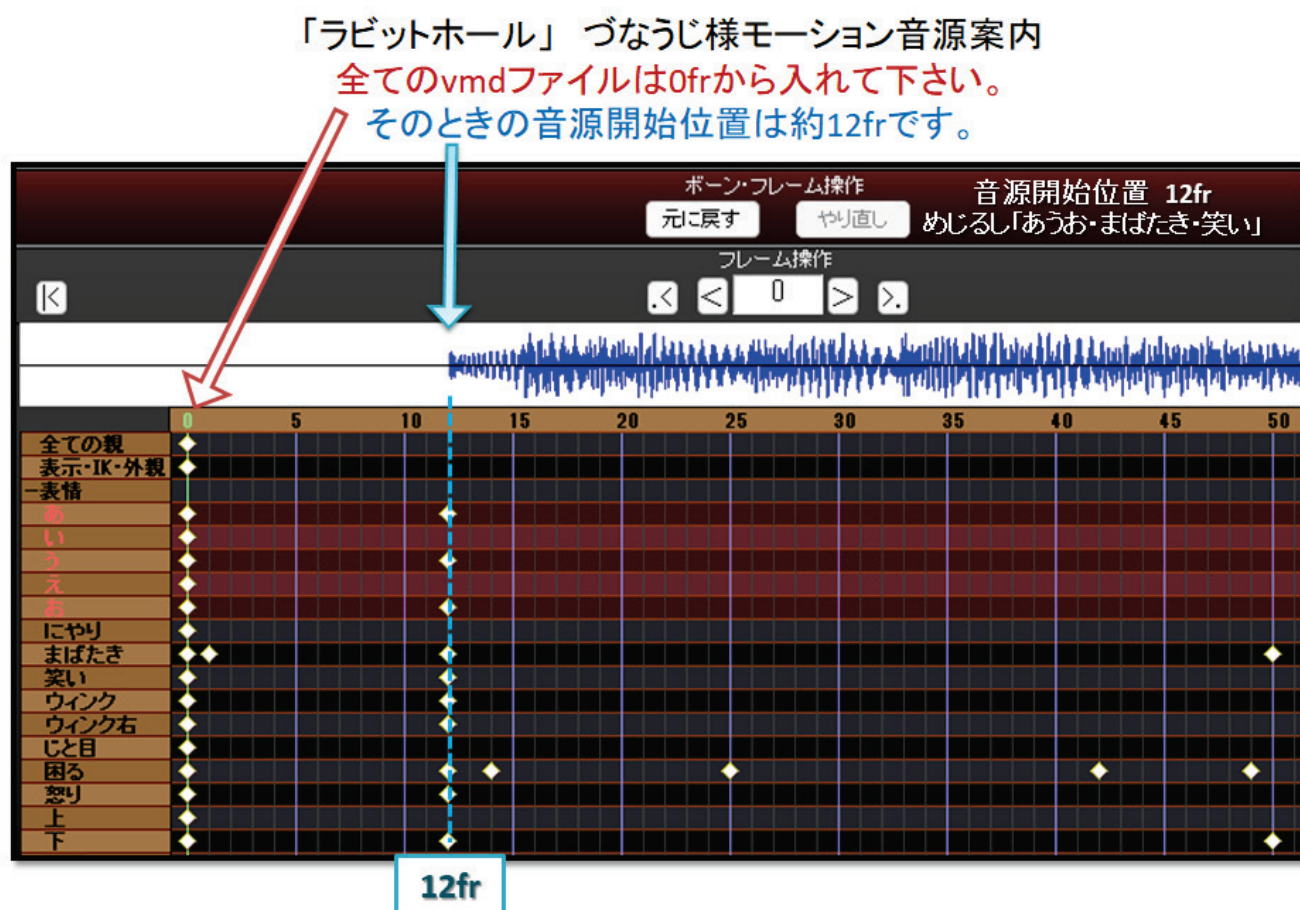 「ラビットホール」 づなうじ様モーション音源案内
全てのvmdファイルは0frから入れて下さい。
そのときの音源開始位置は約12frです。
ボーン・フレーム操作
元に戻す
やり直し
音源開始位置 12fr
めじるし「あうお・まばたき・笑い」
フレーム操作
|<
.<
<
0
>
>.
0 5 10 15 20 25 30 35 40 45 50
全ての親
表示・IK・外観
-表情
あ
い
う
え
お
にやり
まばたき
笑い
ウィンク
ウィンク右
じと目
困る
怒り
上
下
12fr